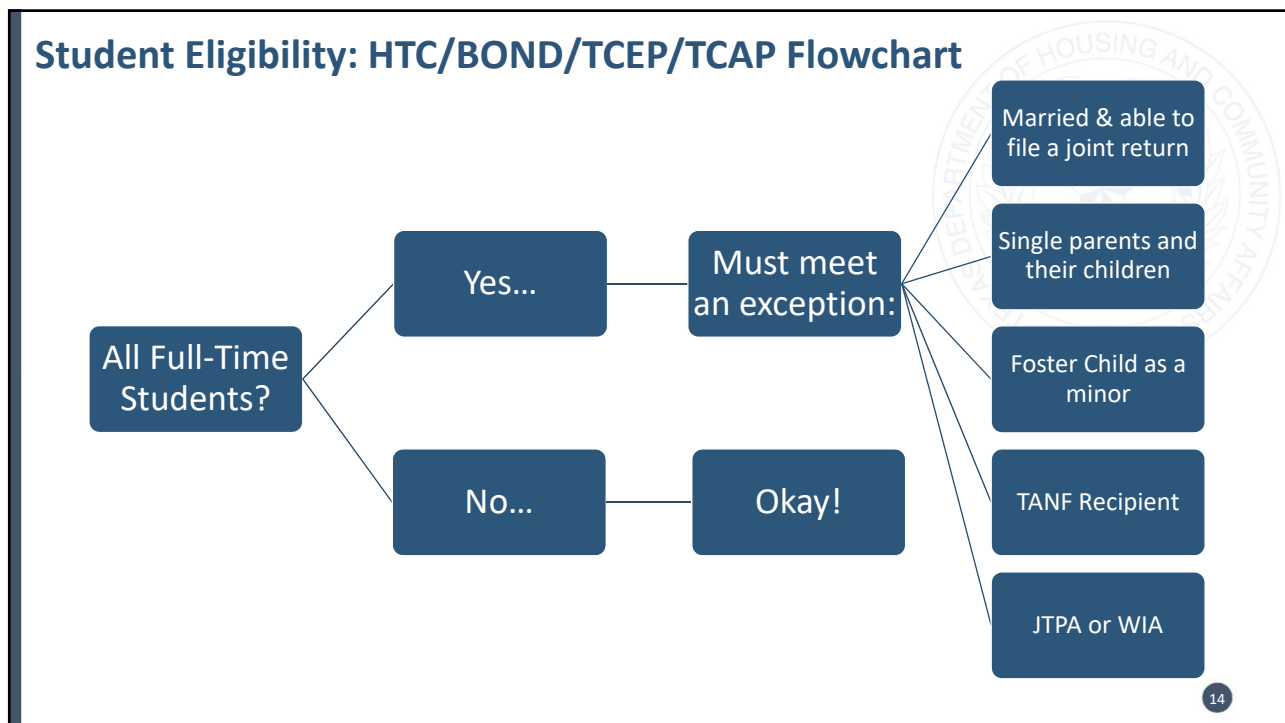 Student Eligibility: HTC/BOND/TCEP/TCAP Flowchart
All Full-Time
Students?
Yes...
Must meet
an exception:
Married & able to
file a joint return
Single parents and
their children
Foster Child as a
minor
TANF Recipient
JTPA or WIA
No...
Okay!
14